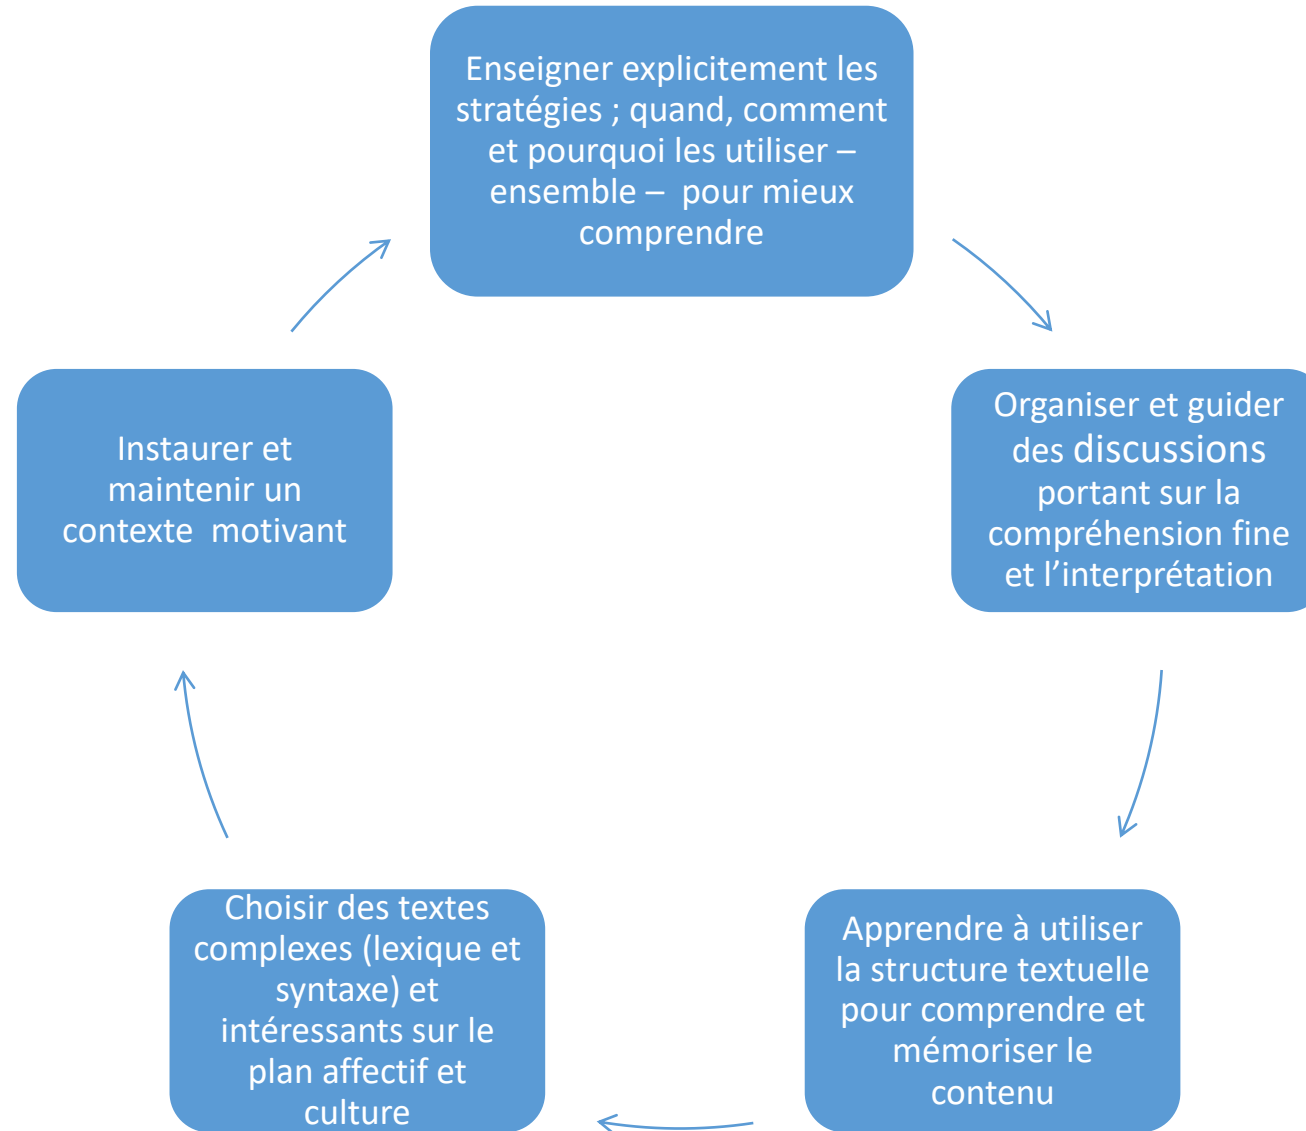 Enseigner explicitement les
stratégies ; quand, comment
et pourquoi les utiliser –
ensemble – pour mieux
comprendre
Organiser et guider
des discussions
portant sur la
compréhension fine
et l’interprétation
Apprendre à utiliser
la structure textuelle
pour comprendre et
mémoriser le
contenu
Choisir des textes
complexes (lexique et
syntaxe) et
intéressants sur le
plan affectif et
culture
Instaurer et
maintenir un
contexte motivant